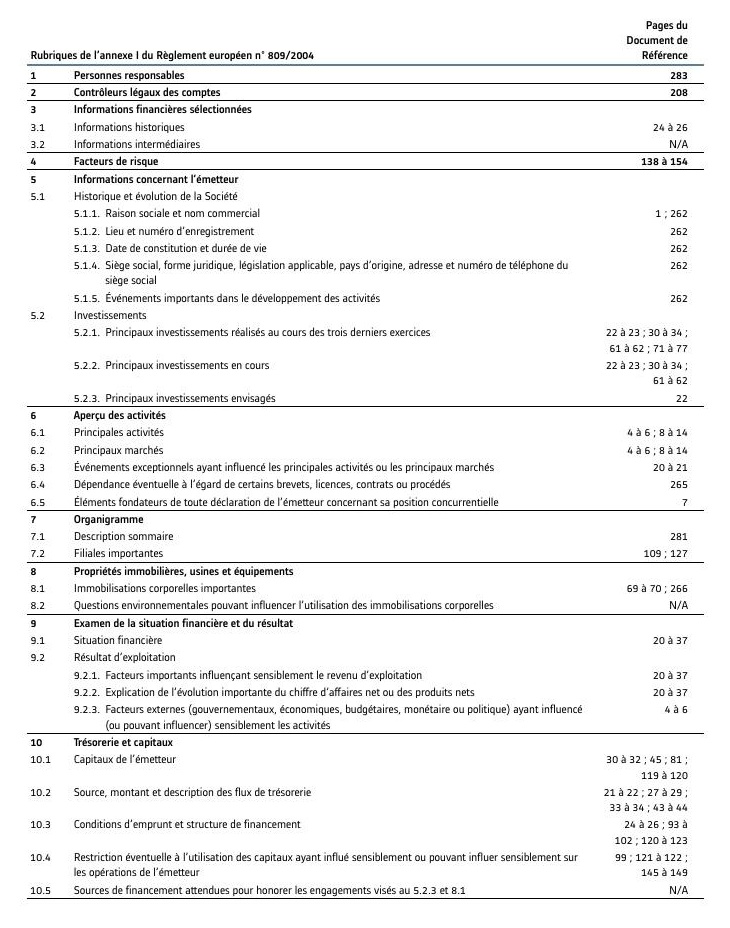 Pages du
Document de
Rubriques de l'annexe I du Règlement européen n° 809/2004 Référence
1 Personnes responsables 283
2 Contrôleurs légaux des comptes 208
3 Informations financières sélectionnées
3.1 Informations historiques 24 à 26
3.2 Informations intermédiaires N/A
4 Facteurs de risque 138 à 154
5 Informations concernant l'émetteur
5.1 Historique et évolution de la Société
5.1.1. Raison sociale et nom commercial 1 ; 262
5.1.2. Lieu et numéro d'enregistrement 262
5.1.3. Date de constitution et durée de vie 262
5.1.4. Siège social, forme juridique, législation applicable, pays d'origine, adresse et numéro de téléphone du 262
siège social
5.1.5. Événements importants dans le développement des activités 262
5.2 Investissements
5.2.1. Principaux investissements réalisés au cours des trois derniers exercices 22 à 23 ; 30 à 34 ;
61 à 62 ; 71 à 77
5.2.2. Principaux investissements en cours 22 à 23 ; 30 à 34 ;
61 à 62
5.2.3. Principaux investissements envisagés 22
6 Aperçu des activités
6.1 Principales activités 4 à 6 ; 8 à 14
6.2 Principaux marchés 4 à 6 ; 8 à 14
6.3 Événements exceptionnels ayant influencé les principales activités ou les principaux marchés 20 à 21
6.4 Dépendance éventuelle à l'égard de certains brevets, licences, contrats ou procédés 265
6.5 Éléments fondateurs de toute déclaration de l'émetteur concernant sa position concurrentielle 7
7 Organigramme
7.1 Description sommaire 281
7.2 Filiales importantes 109 ; 127
8 Propriétés immobilières, usines et équipements
8.1 Immobilisations corporelles importantes 69 à 70 ; 266
8.2 Questions environnementales pouvant influencer l'utilisation des immobilisations corporelles N/A
9 Examen de la situation financière et du résultat
9.1 Situation financière 20 à 37
9.2 Résultat d'exploitation
9.2.1. Facteurs importants influençant sensiblement le revenu d'exploitation 20 à 37
9.2.2. Explication de l'évolution importante du chiffre d'affaires net ou des produits nets 20 à 37
9.2.3. Facteurs externes (gouvernementaux, économiques, budgétaires, monétaire ou politique) ayant influencé 4 à 6
(ou pouvant influencer) sensiblement les activités
10 Trésorerie et capitaux
10.1 Capitaux de l'émetteur 30 à 32 ; 45 ; 81 ;
119 à 120
10.2 Source, montant et description des flux de trésorerie 21 à 22 ; 27 à 29 ;
33 à 34 ; 43 à 44
10.3 Conditions d'emprunt et structure de financement 24 à 26 ; 93 à
102 ; 120 à 123
10.4 Restriction éventuelle à l'utilisation des capitaux ayant influé sensiblement ou pouvant influer sensiblement sur 99 ; 121 à 122 ;
les opérations de l'émetteur 145 à 149
10.5 Sources de financement attendues pour honorer les engagements visés au 5.2.3 et 8.1 N/A